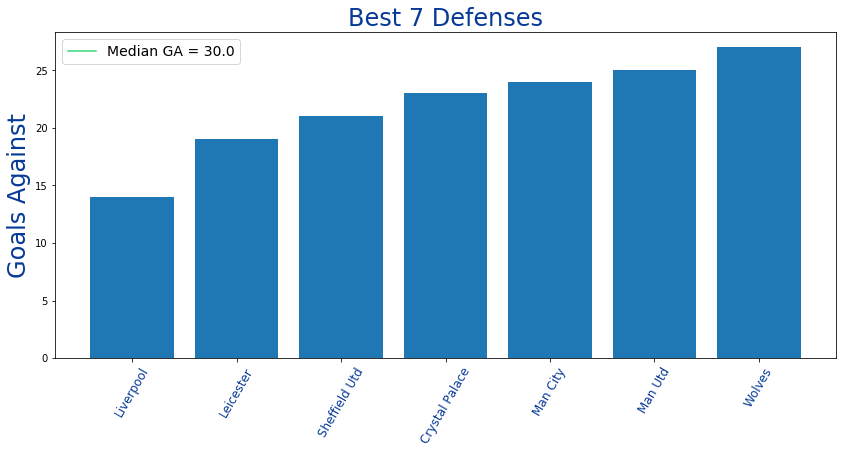 Best 7 Defenses
Median GA = 30.0
Goals Against
25
20
15
10
5
0
Liverpool
Leicester
Sheffield Utd
Crystal Palace
Man City
Man Utd
Wolves